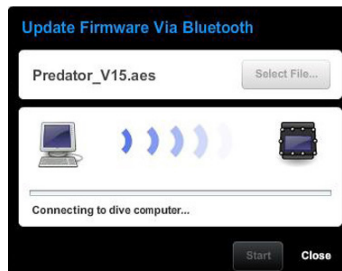 Update Firmware Via Bluetooth
Predator_V15.aes
Select File...
Connecting to dive computer...
Start
Close